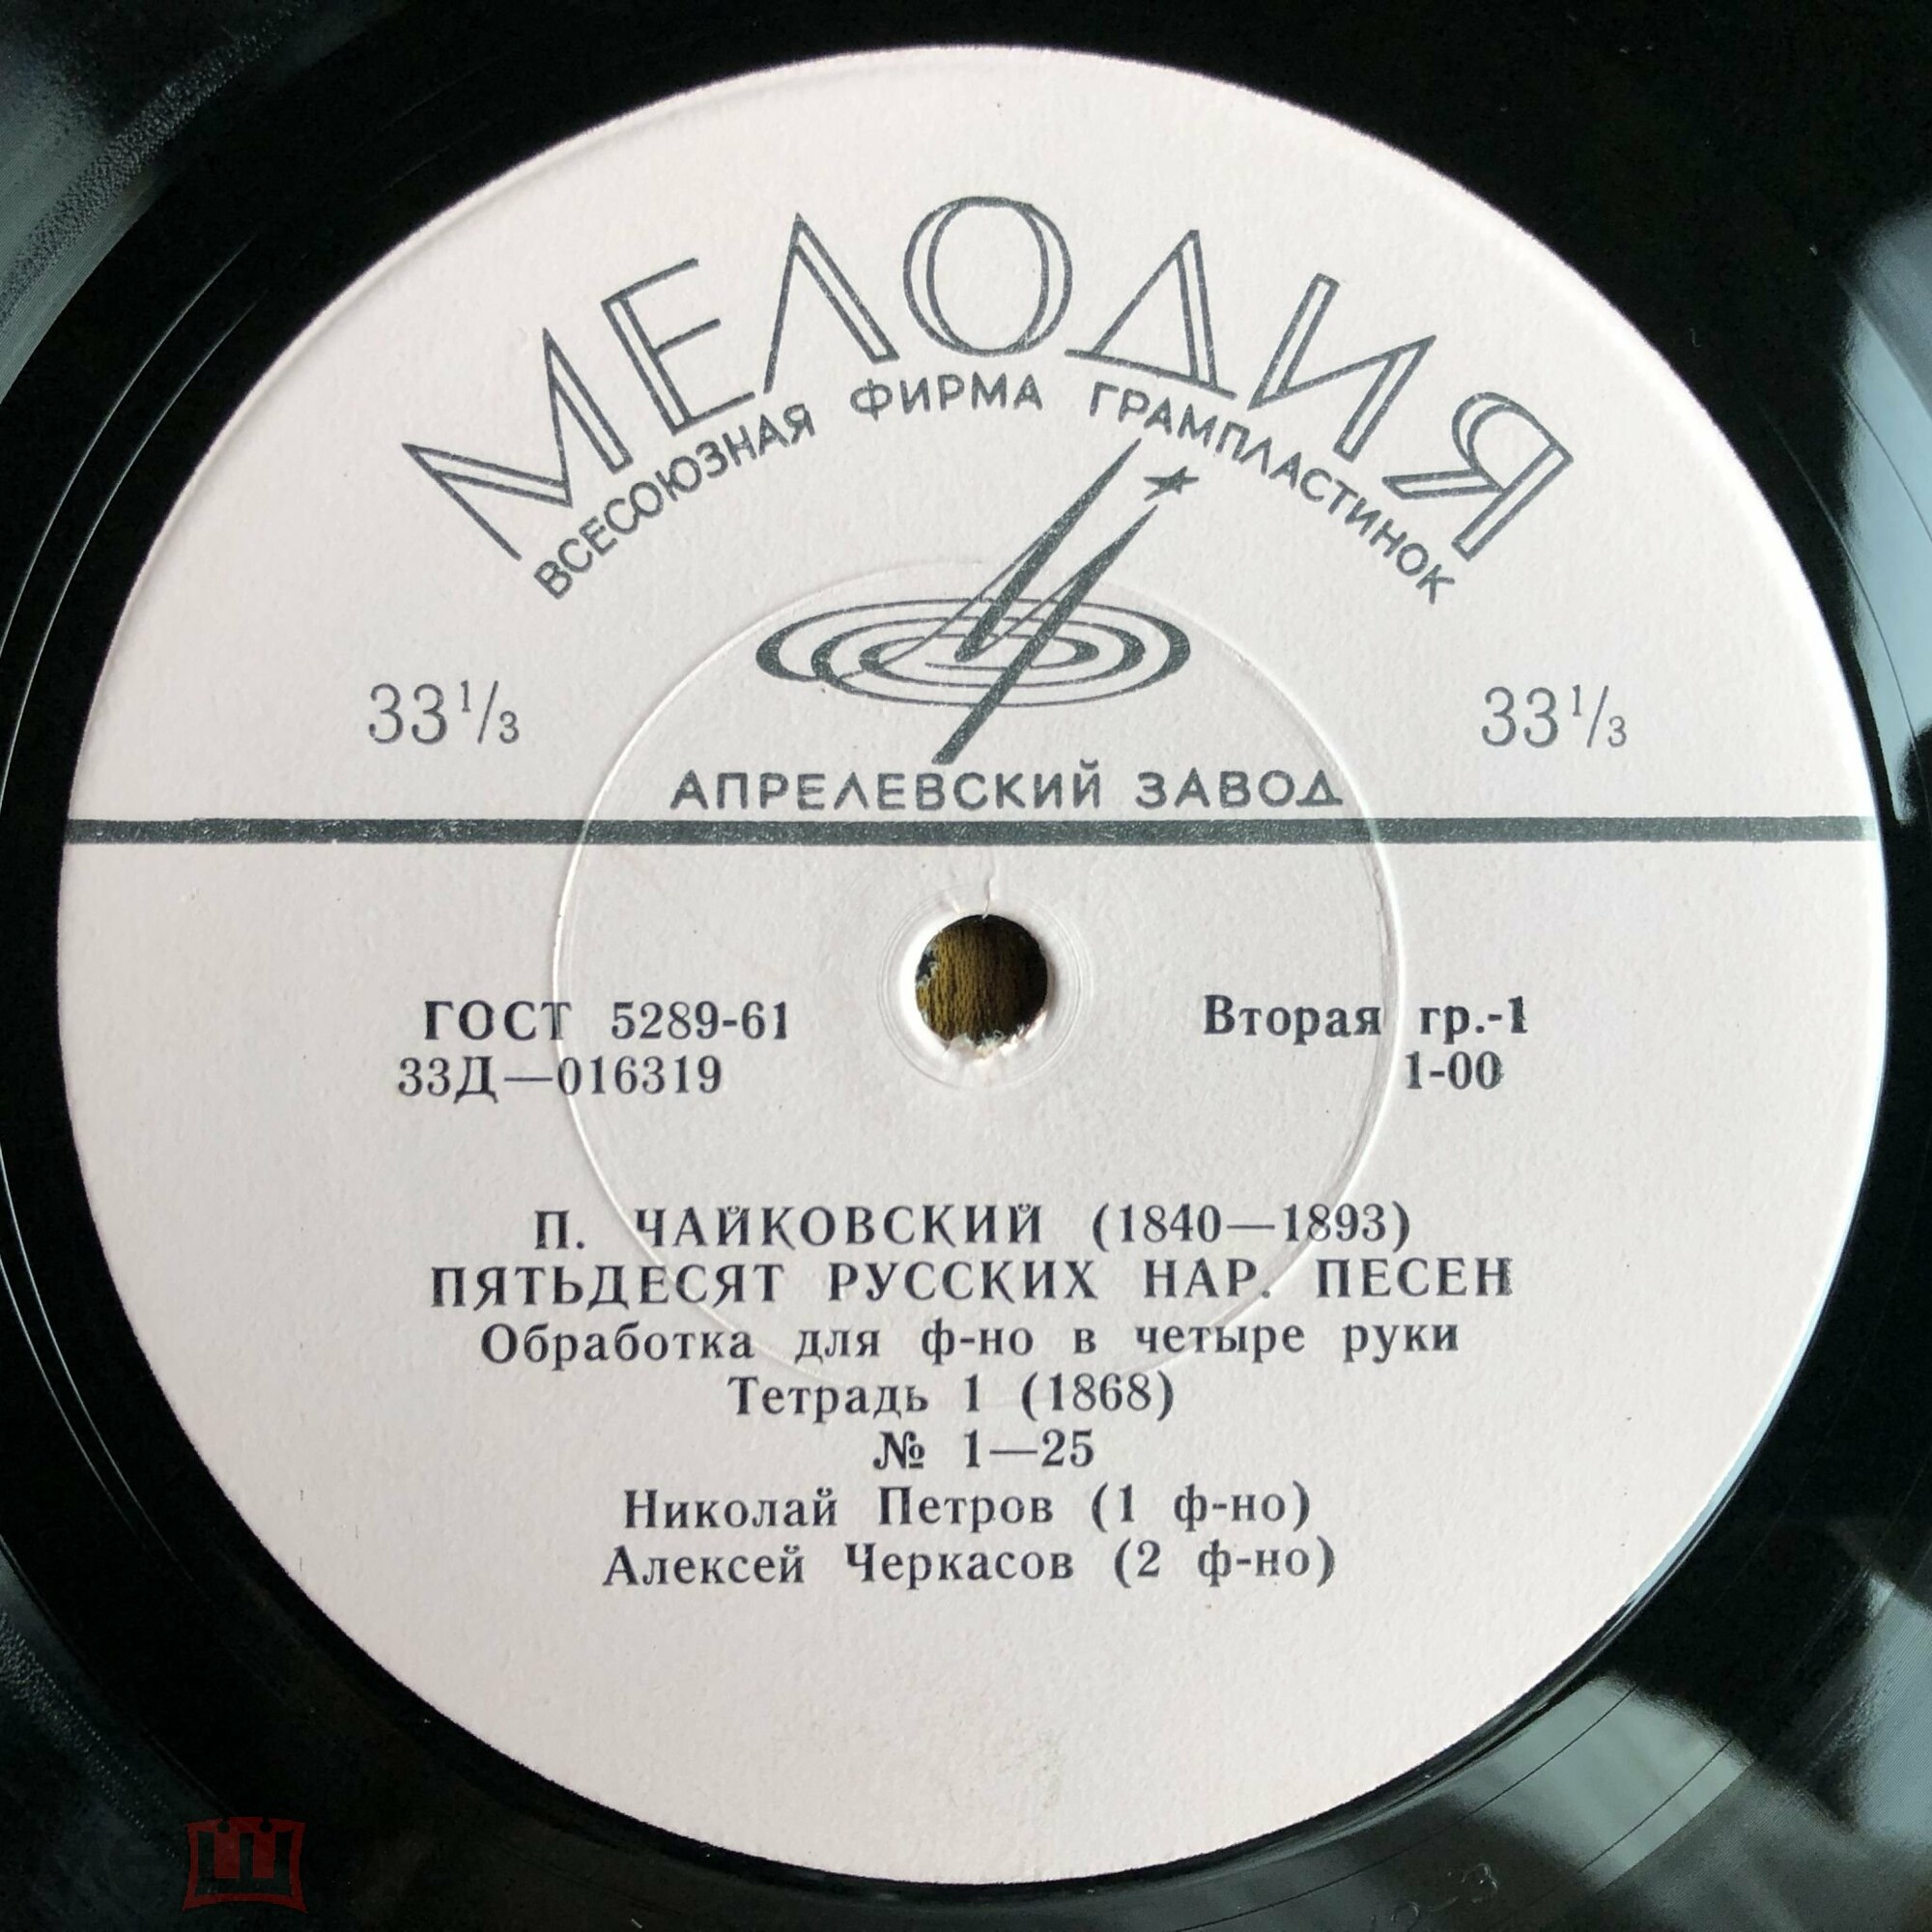 МЕЛОДИЯ
ВСЕСОЮЗНАЯ ФИРМА ГРАМПЛАСТИНОК
33⅓ 33⅓
АПРЕЛЕВСКИЙ ЗАВОД
ГОСТ 5289-61 Вторая гр.-1
33Д—016319 1-00
П. ЧАЙКОВСКИЙ (1840—1893)
ПЯТЬДЕСЯТ РУССКИХ НАР. ПЕСЕН
Обработка для ф-но в четыре руки
Тетрадь 1 (1868)
№ 1—25
Николай Петров (1 ф-но)
Алексей Черкасов (2 ф-но)